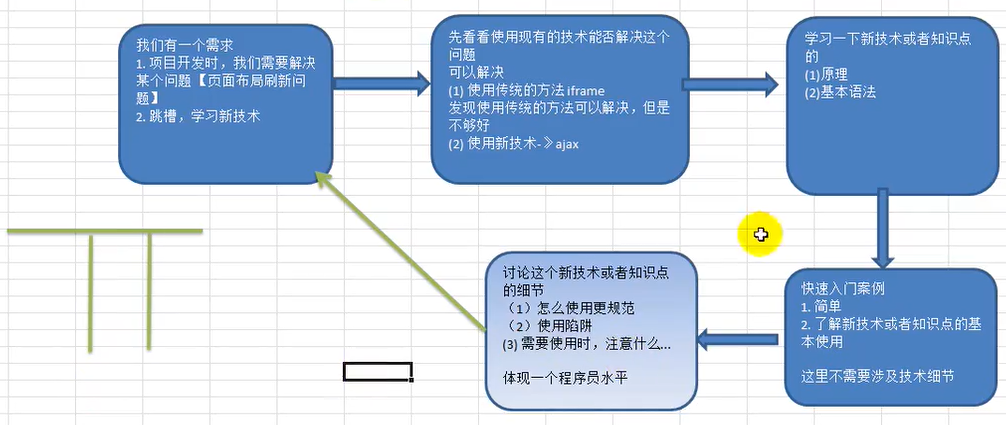 我们有一个需求
1. 项目开发时，我们需要解决
某个问题【页面布局刷新问
题】
2. 跳槽，学习新技术
先看看使用现有的技术能否解决这个
问题
可以解决
(1) 使用传统的方法 iframe
发现使用传统的方法可以解决，但是
不够好
(2) 使用新技术-》ajax
学习一下新技术或者知识点
的
(1)原理
(2)基本语法
快速入门案例
1. 简单
2. 了解新技术或者知识点的基
本使用
这里不需要涉及技术细节
讨论这个新技术或者知识点
的细节
（1）怎么使用更规范
（2）使用陷阱
(3) 需要使用时，注意什么...
体现一个程序员水平